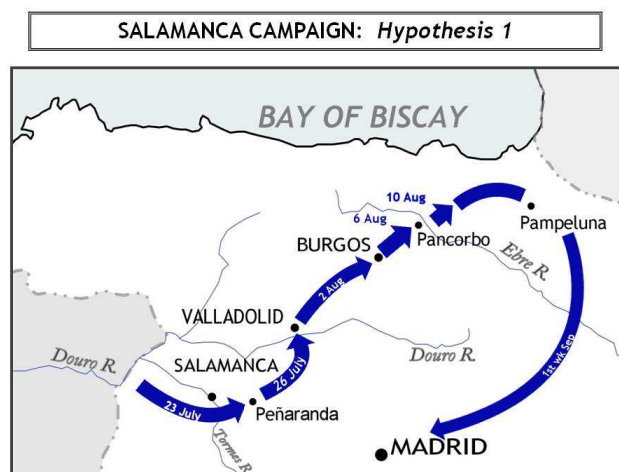 SALAMANCA CAMPAIGN: Hypothesis 1
BAY OF BISCAY
10 Aug
6 Aug
Pampeluna
Pancorbo
BURGOS
Ebre R.
2 Aug
VALLADOLID
Douro R.
Douro R.
SALAMANCA
26 July
1st wk Sep
Peñaranda
23 July
Tormes R.
MADRID